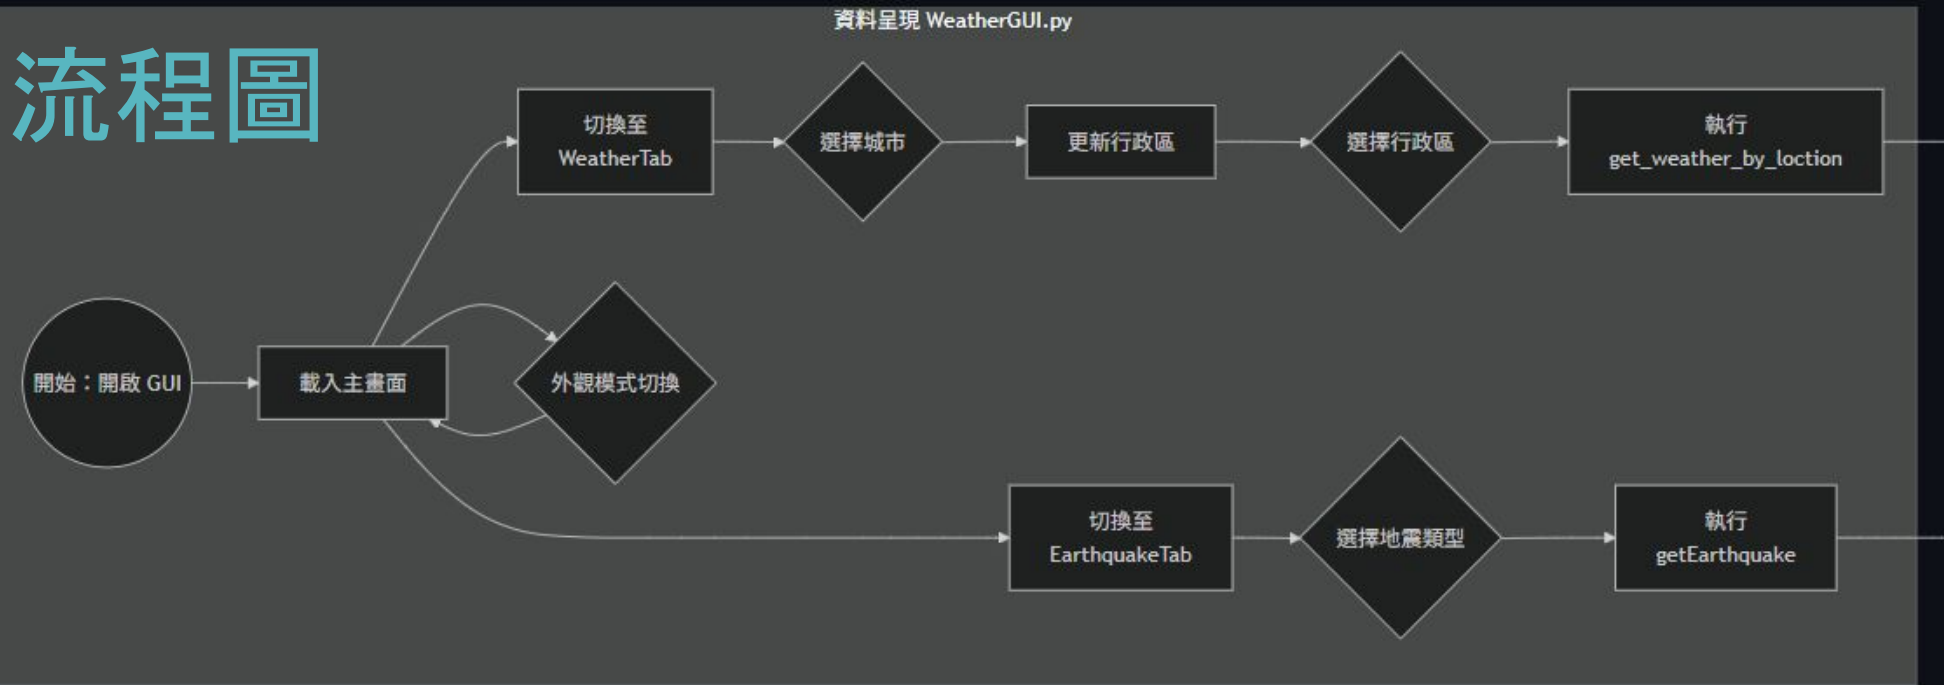 資料呈現 WeatherGUI.py
流程圖
切換至
WeatherTab
選擇城市
更新行政區
選擇行政區
執行
get_weather_by_loction
開始：開啟 GUI
載入主畫面
外觀模式切換
切換至
EarthquakeTab
選擇地震類型
執行
getEarthquake